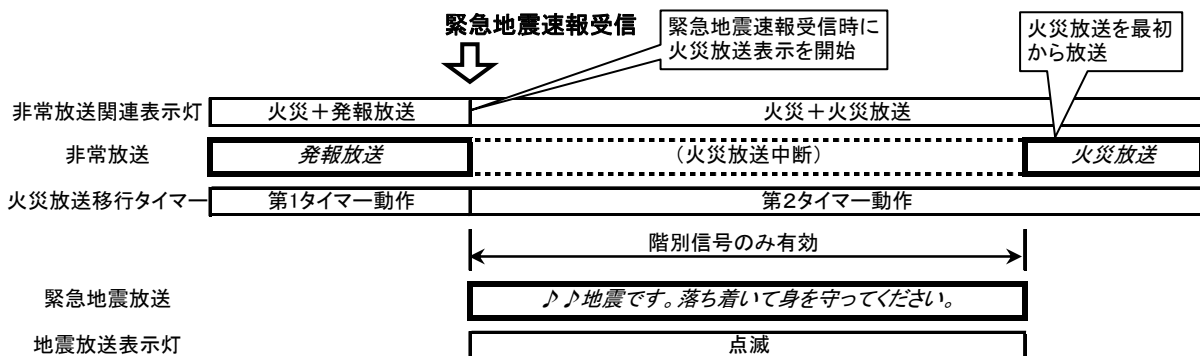 緊急地震速報受信
緊急地震速報受信時に
火災放送表示を開始
火災放送を最初
から放送
非常放送関連表示灯
火災+発報放送
火災+火災放送
非常放送
発報放送
(火災放送中断)
火災放送
火災放送移行タイマー
第1タイマー動作
第2タイマー動作
階別信号のみ有効
緊急地震放送
♪♪地震です。落ち着いて身を守ってください。
地震放送表示灯
点滅